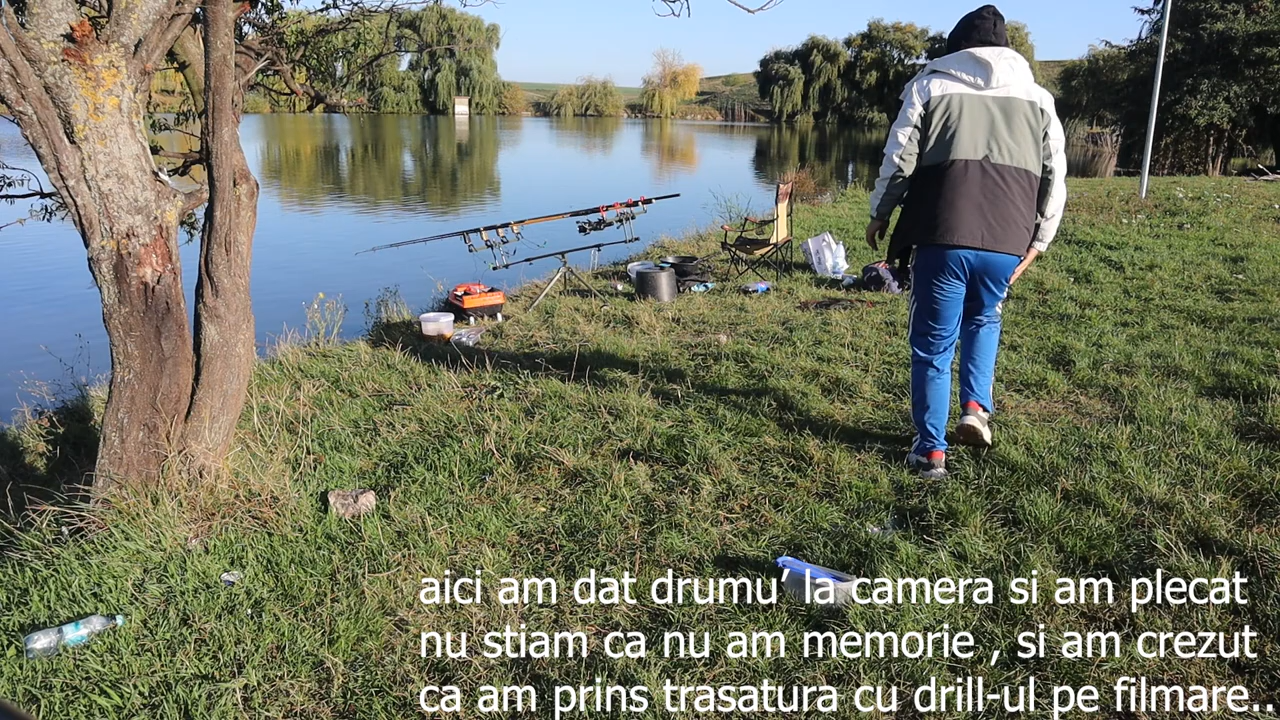 aici am dat drumu’ la camera si am plecat
nu stiam ca nu am memorie , si am crezut
ca am prins trasatura cu drill-ul pe filmare..